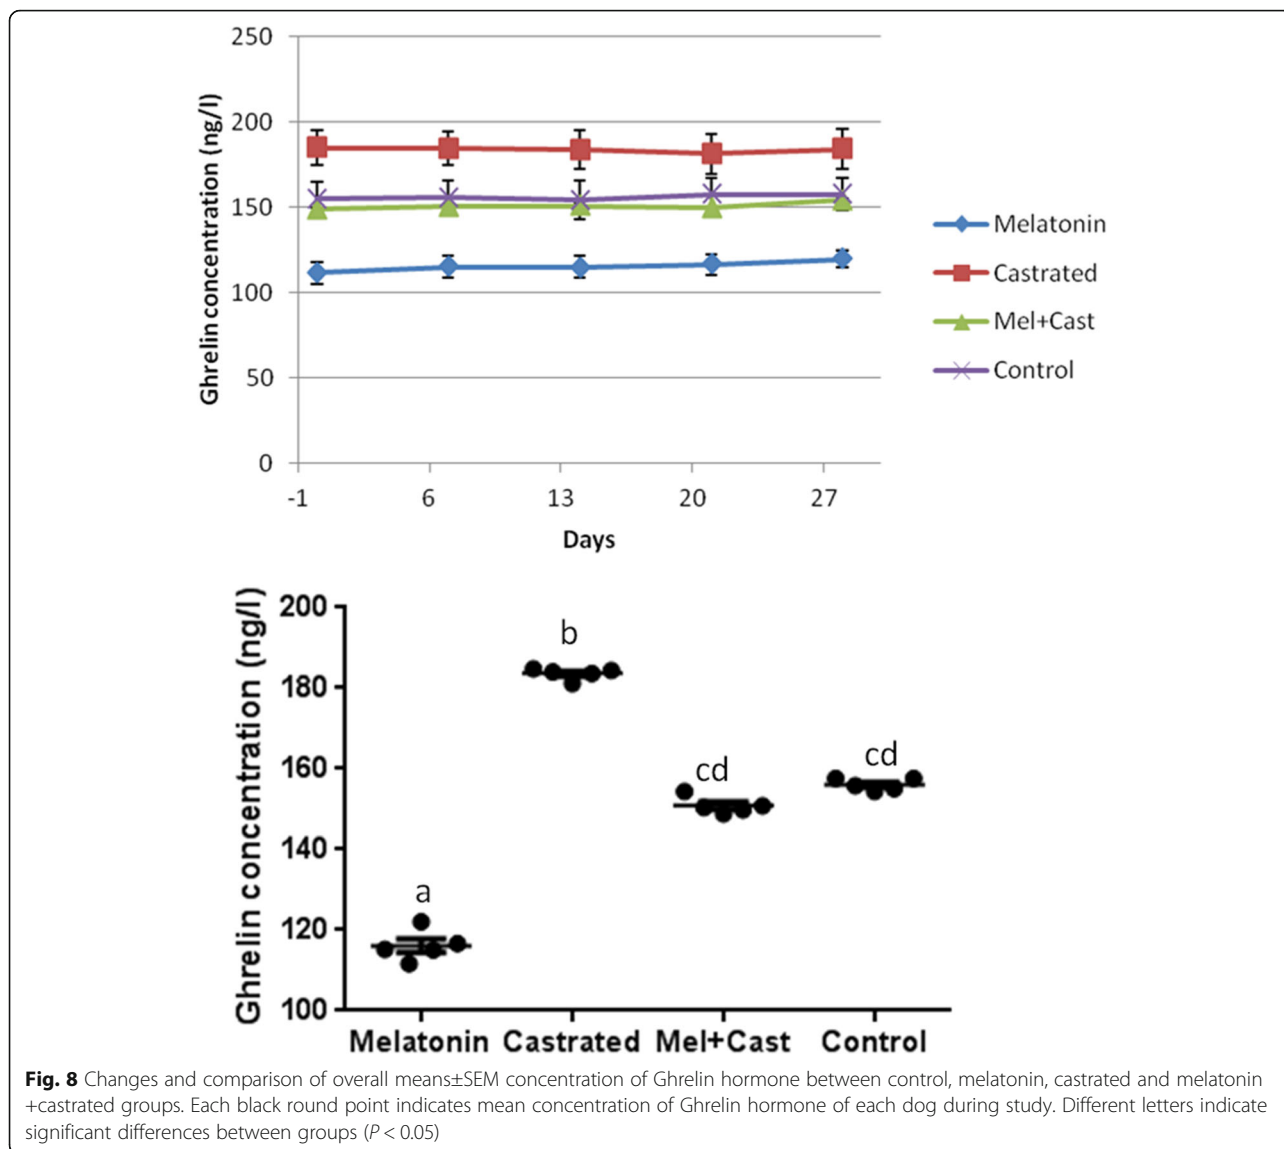 250
200
150
100
50
0
Ghrelin concentration (ng/l)
-1 6 13 20 27
Days
Melatonin
Castrated
Mel+Cast
Control
200
180
160
140
120
100
Ghrelin concentration (ng/l)
a
b
cd
cd
Melatonin Castrated Mel+Cast Control
Fig. 8 Changes and comparison of overall means±SEM concentration of Ghrelin hormone between control, melatonin, castrated and melatonin
+castrated groups. Each black round point indicates mean concentration of Ghrelin hormone of each dog during study. Different letters indicate
significant differences between groups (P < 0.05)